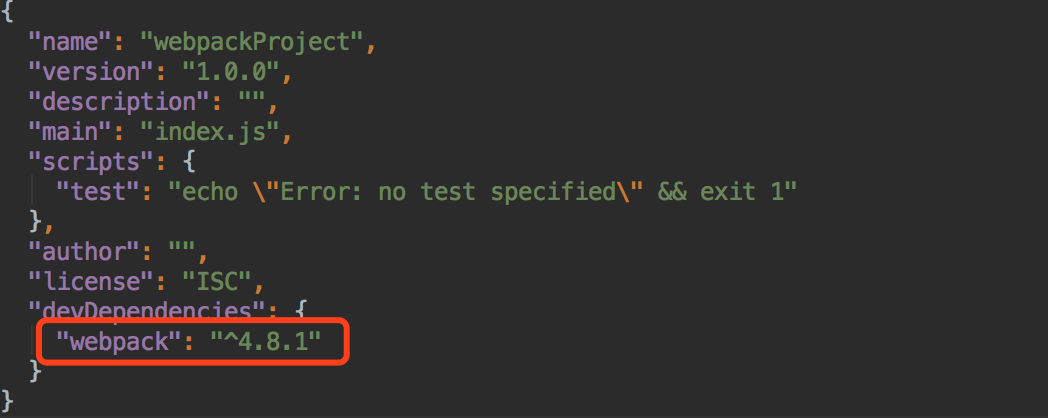 {
  "name": "webpackProject",
  "version": "1.0.0",
  "description": "",
  "main": "index.js",
  "scripts": {
    "test": "echo \"Error: no test specified\" && exit 1"
  },
  "author": "",
  "license": "ISC",
  "devDependencies": {
    "webpack": "^4.8.1"
  }
}